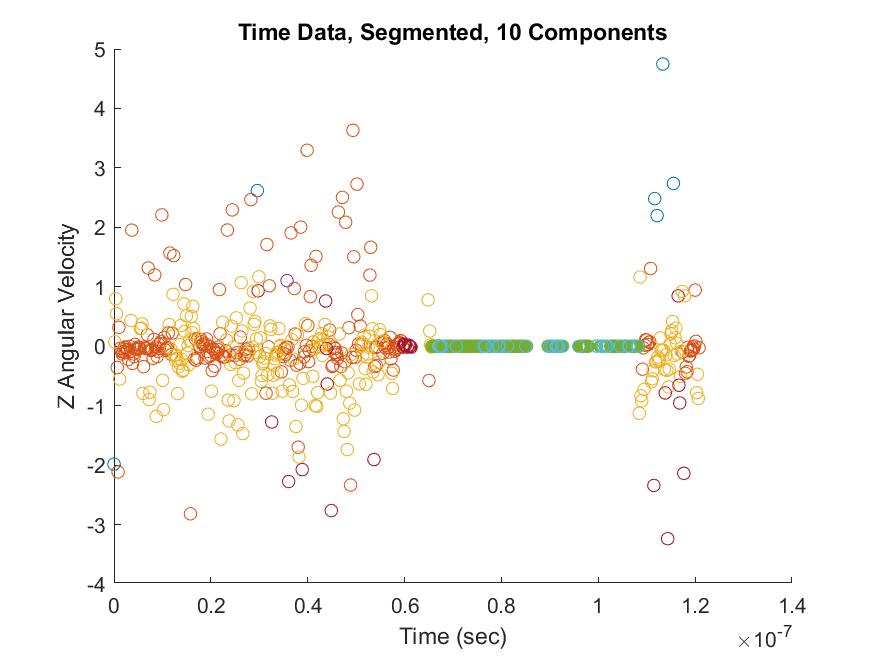 Time Data, Segmented, 10 Components
5
4
3
2
1
0
-1
-2
-3
-4
Z Angular Velocity
0 0.2 0.4 0.6 0.8 1 1.2 1.4
Time (sec)
×10-7